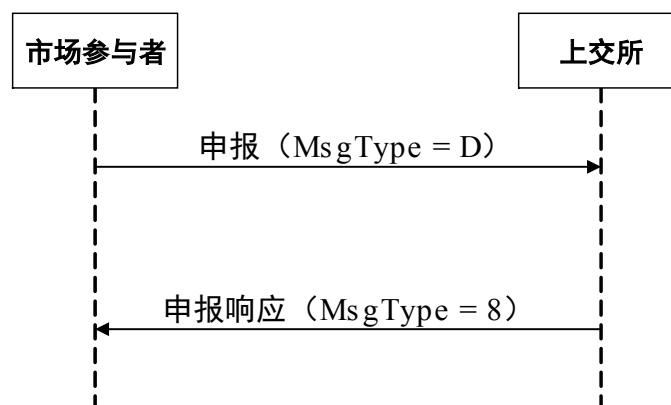 市场参与者
上交所
申报（MsgType = D）
申报响应（MsgType = 8）